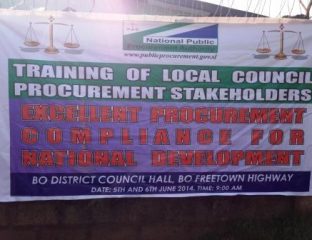 National Public
Procurement Authority
www.publicprocurement.gov.sl
TRAINING OF LOCAL COUNCIL
PROCUREMENT STAKEHOLDERS
EXCELLENT PROCUREMENT
COMPLIANCE FOR
NATIONAL DEVELOPMENT
BO DISTRICT COUNCIL HALL, BO FREETOWN HIGHWAY
DATE: 5TH AND 6TH JUNE 2014. TIME: 9:00 AM